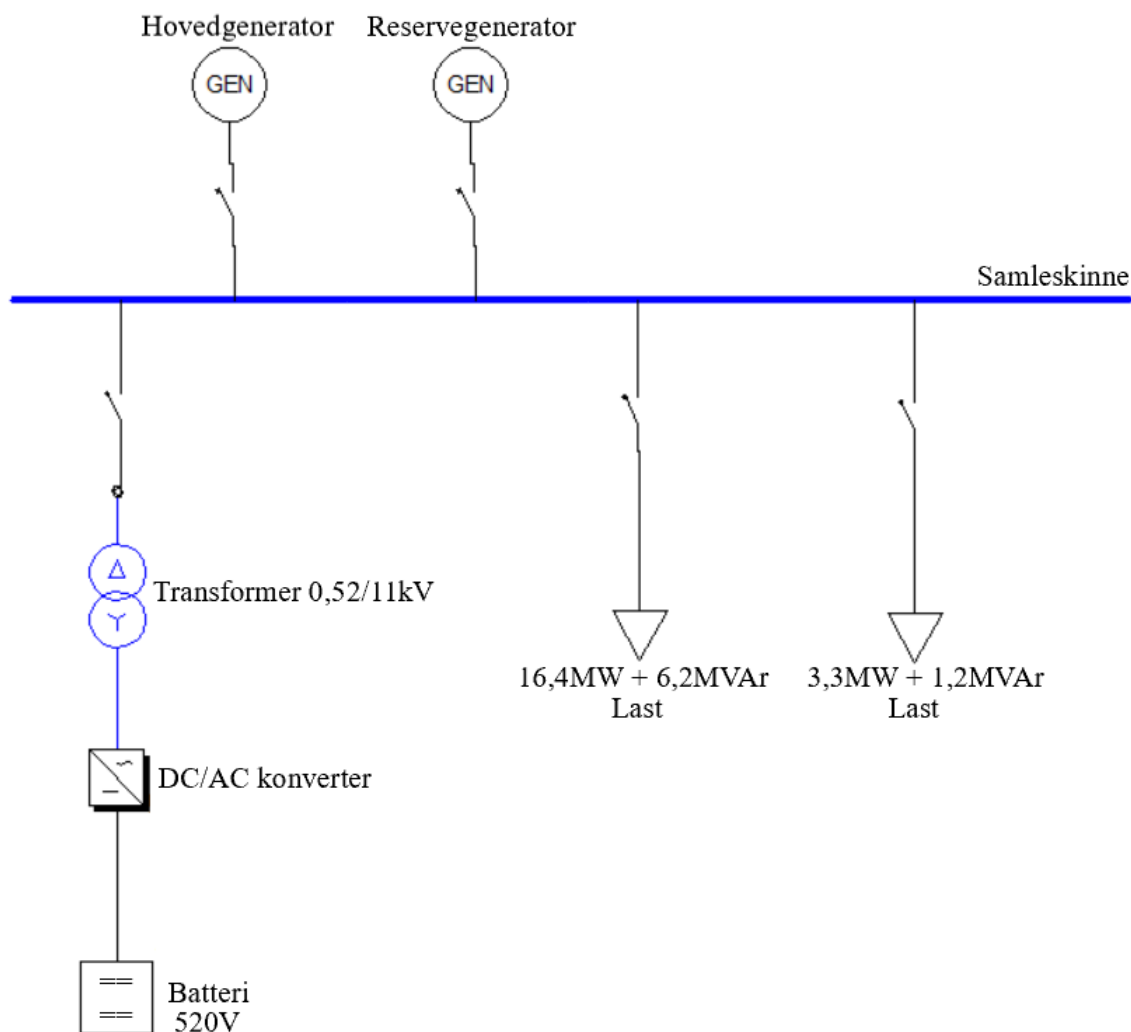 Hovedgenerator
Reservegenerator
GEN
GEN
Samleskinne
Transformer 0,52/11kV
16,4MW + 6,2MVAr
Last
3,3MW + 1,2MVAr
Last
DC/AC konverter
Batteri
520V